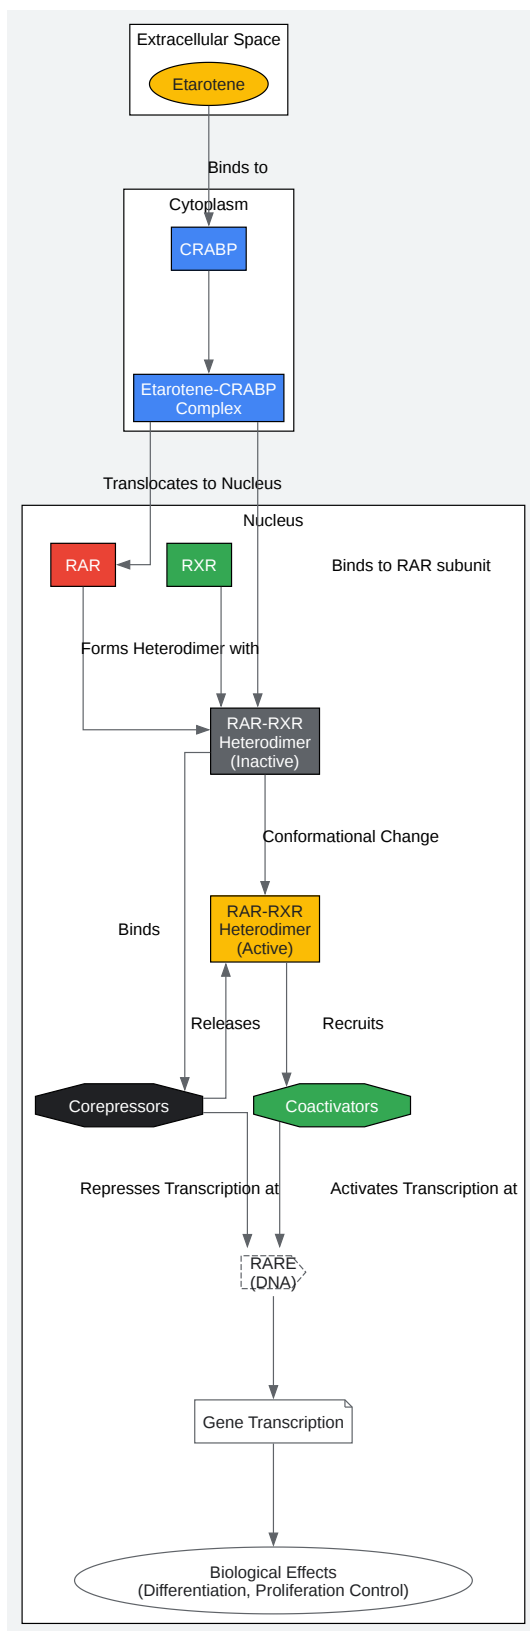 Extracellular Space
Etarotene
Binds to
Cytoplasm
CRABP
Etarotene-CRABP
Complex
Translocates to Nucleus
Nucleus
RAR
RXR
Binds to RAR subunit
Forms Heterodimer with
RAR-RXR
Heterodimer
(Inactive)
Conformational Change
RAR-RXR
Heterodimer
(Active)
Binds
Releases
Recruits
Corepressors
Coactivators
Represses Transcription at
Activates Transcription at
RARE
(DNA)
Gene Transcription
Biological Effects
(Differentiation, Proliferation Control)